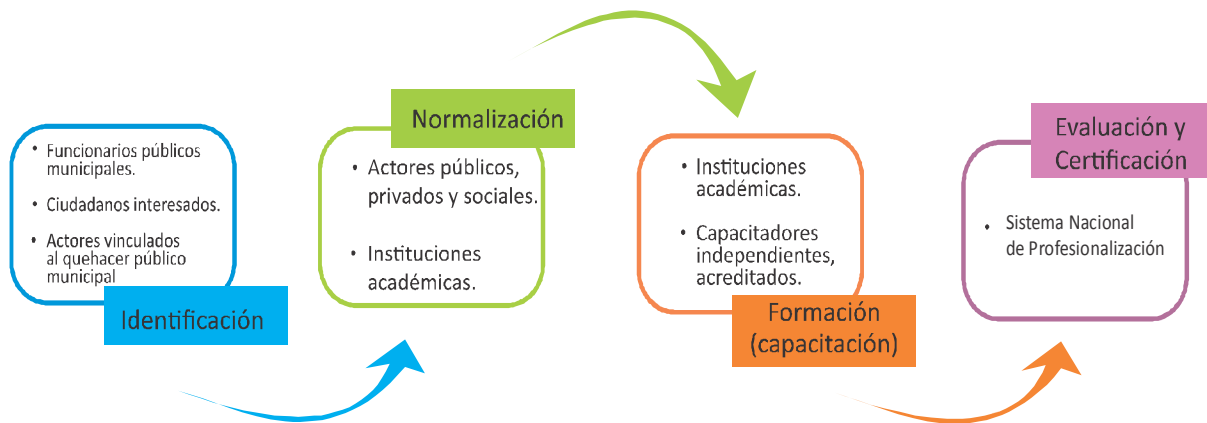 • Funcionarios públicos
municipales.
• Ciudadanos interesados.
• Actores vinculados
al quehacer público
municipal
Identificación
Normalización
• Actores públicos,
privados y sociales.
• Instituciones
académicas.
• Instituciones
académicas.
• Capacitadores
independientes,
acreditados.
Formación
(capacitación)
Evaluación y
Certificación
• Sistema Nacional
de Profesionalización